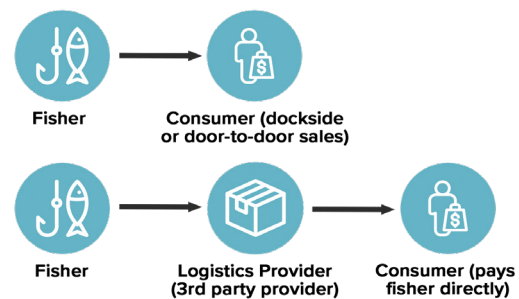 $
Fisher
Consumer (dockside
or door-to-door sales)
$
Fisher
Logistics Provider
(3rd party provider)
Consumer (pays
fisher directly)